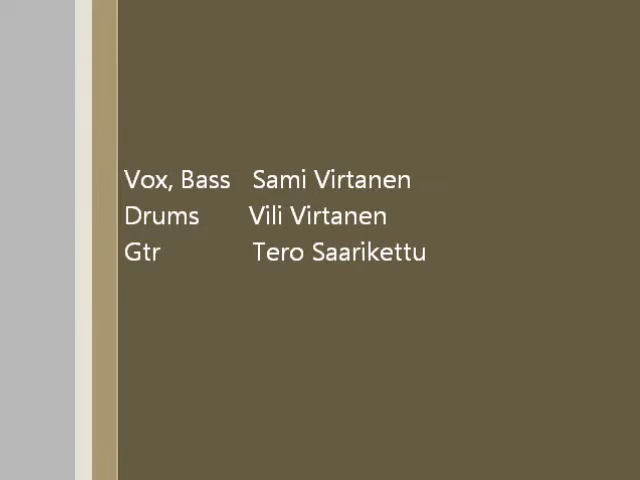 Vox, Bass Sami Virtanen
Drums Vili Virtanen
Gtr Tero Saarikettu